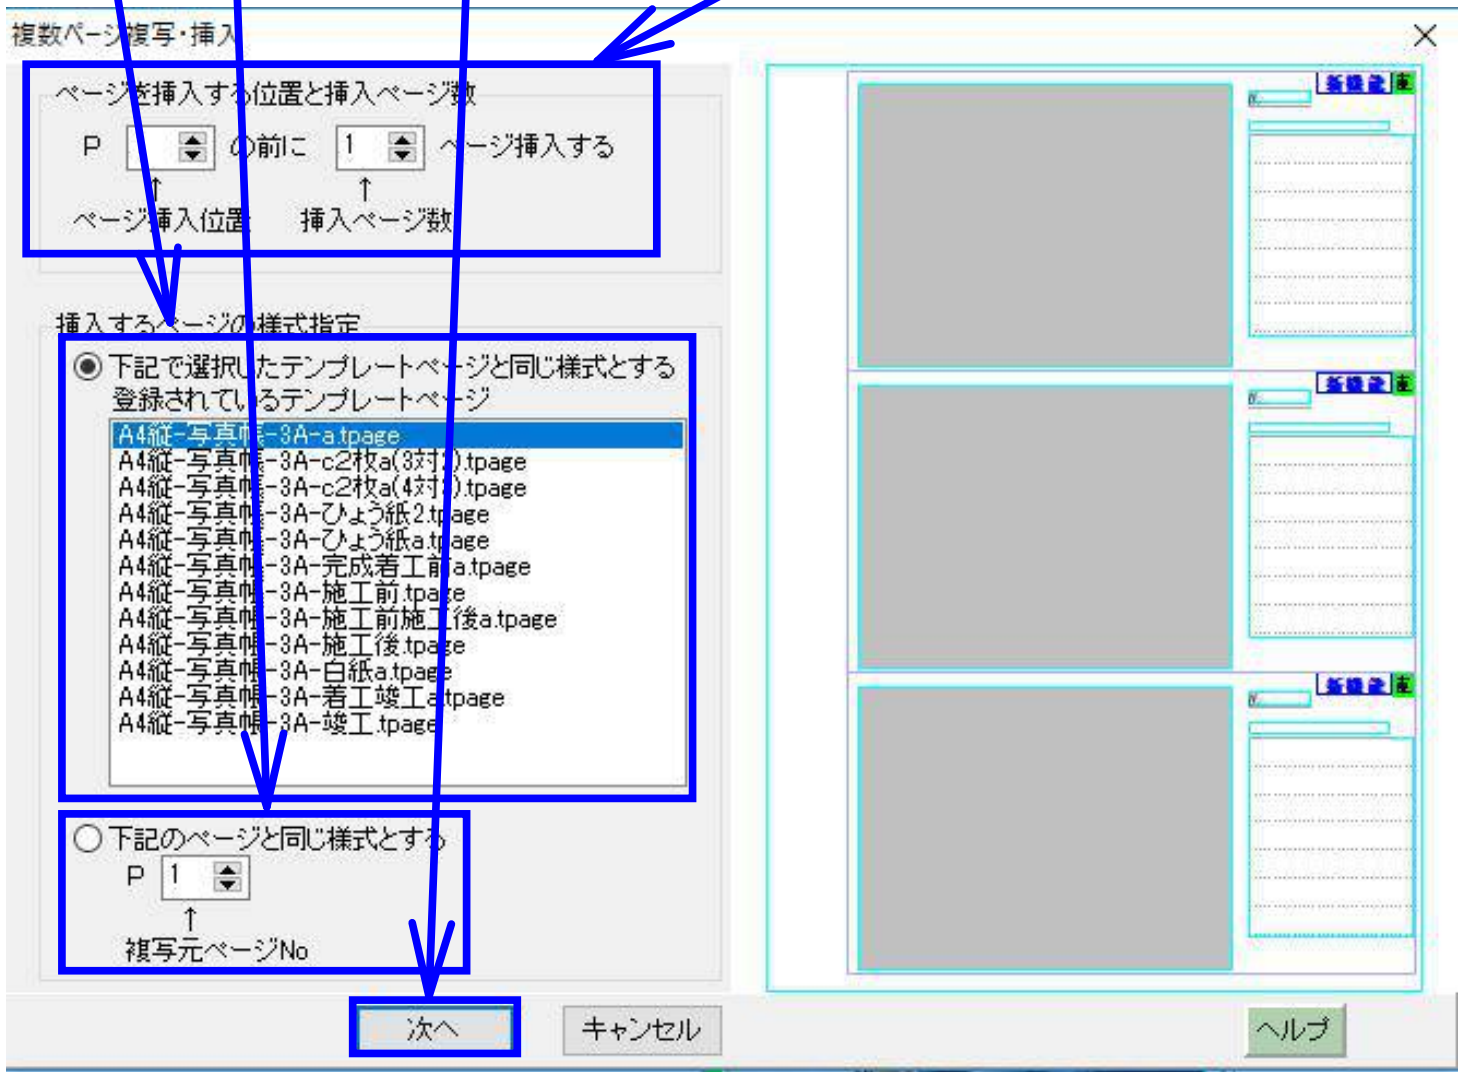 複数ページ複写・挿入
ページを挿入する位置と挿入ページ数
P の前に 1 ページ挿入する
↑ ↑
ページ挿入位置 挿入ページ数
挿入するページの様式指定
下記で選択したテンプレートページと同じ様式とする
登録されているテンプレートページ
A4縦-写真帳-3A-a.tpage
A4縦-写真帳-3A-c2枚a(3対2).tpage
A4縦-写真帳-3A-c2枚a(4対3).tpage
A4縦-写真帳-3A-ひょう紙2.tpage
A4縦-写真帳-3A-ひょう紙a.tpage
A4縦-写真帳-3A-完成着工前a.tpage
A4縦-写真帳-3A-施工前.tpage
A4縦-写真帳-3A-施工前施工後a.tpage
A4縦-写真帳-3A-施工後.tpage
A4縦-写真帳-3A-白紙a.tpage
A4縦-写真帳-3A-着工竣工a.tpage
A4縦-写真帳-3A-竣工.tpage
下記のページと同じ様式とする
P 1
↑
複写元ページNo
次へ キャンセル ヘルプ